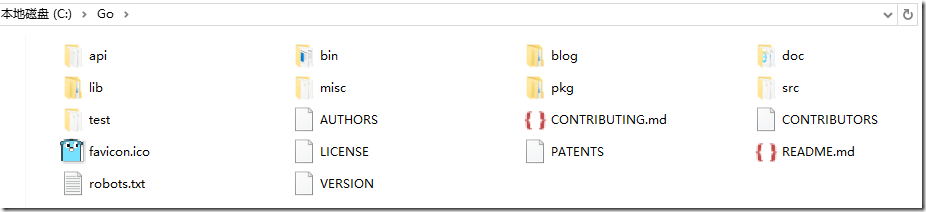 本地磁盘 (C:) > Go >
api bin blog doc
lib misc pkg src
test AUTHORS CONTRIBUTING.md CONTRIBUTORS
favicon.ico LICENSE PATENTS README.md
robots.txt VERSION